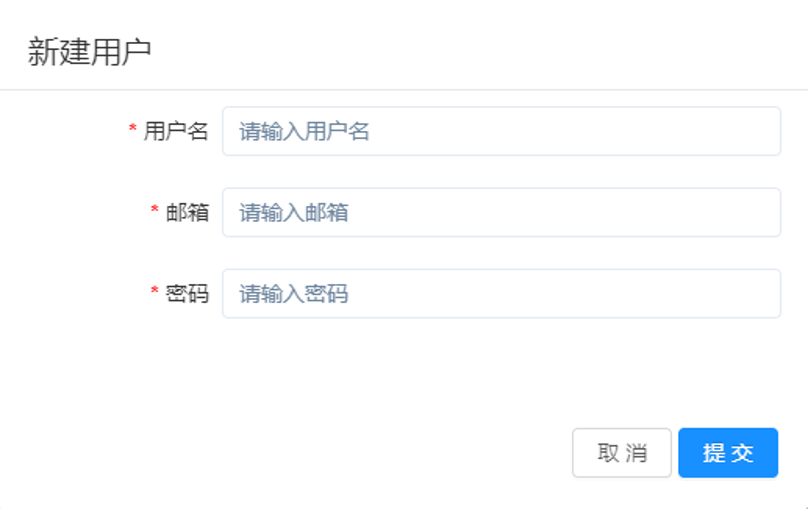 新建用户
* 用户名 请输入用户名
* 邮箱 请输入邮箱
* 密码 请输入密码
取 消 提 交